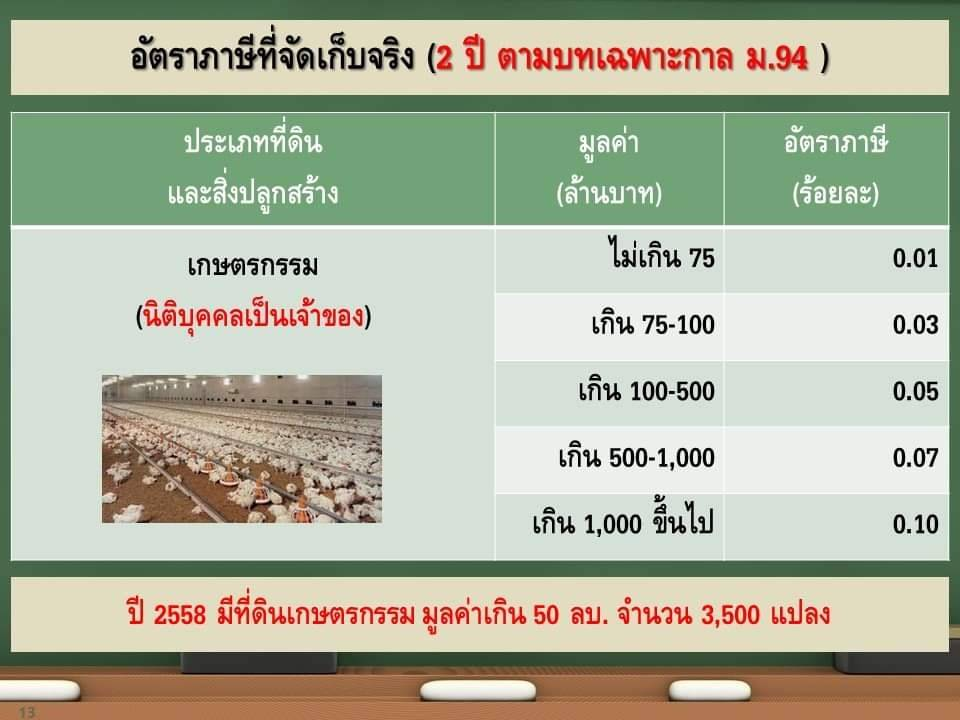 อัตราภาษีที่จัดเก็บจริง (2 ปี ตามบทเฉพาะกาล ม.94 )
ประเภทที่ดิน
และสิ่งปลูกสร้าง
มูลค่า
(ล้านบาท)
อัตราภาษี
(ร้อยละ)
เกษตรกรรม
(นิติบุคคลเป็นเจ้าของ)
ไม่เกิน 75 0.01
เกิน 75-100 0.03
เกิน 100-500 0.05
เกิน 500-1,000 0.07
เกิน 1,000 ขึ้นไป 0.10
ปี 2558 มีที่ดินเกษตรกรรม มูลค่าเกิน 50 ลบ. จำนวน 3,500 แปลง
13